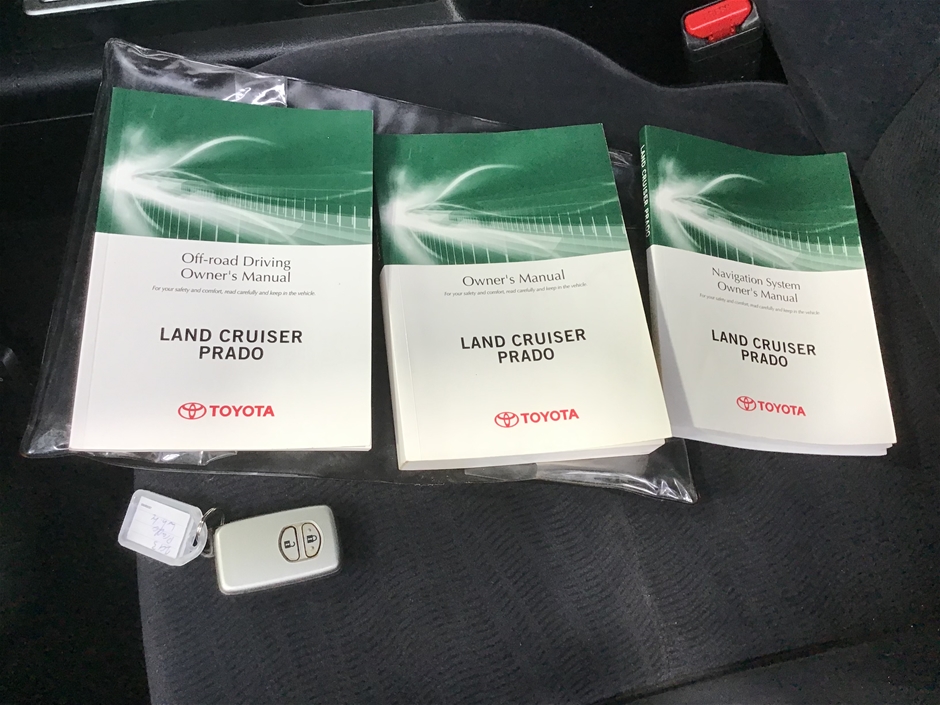 Off-road Driving
Owner's Manual
For your safety and comfort, read carefully and keep in the vehicle.
LAND CRUISER
PRADO
TOYOTA
Owner's Manual
For your safety and comfort, read carefully and keep in the vehicle.
LAND CRUISER
PRADO
TOYOTA
LAND CRUISER PRADO
Navigation System
Owner's Manual
For your safety and comfort, read carefully and keep in the vehicle.
LAND CRUISER
PRADO
TOYOTA